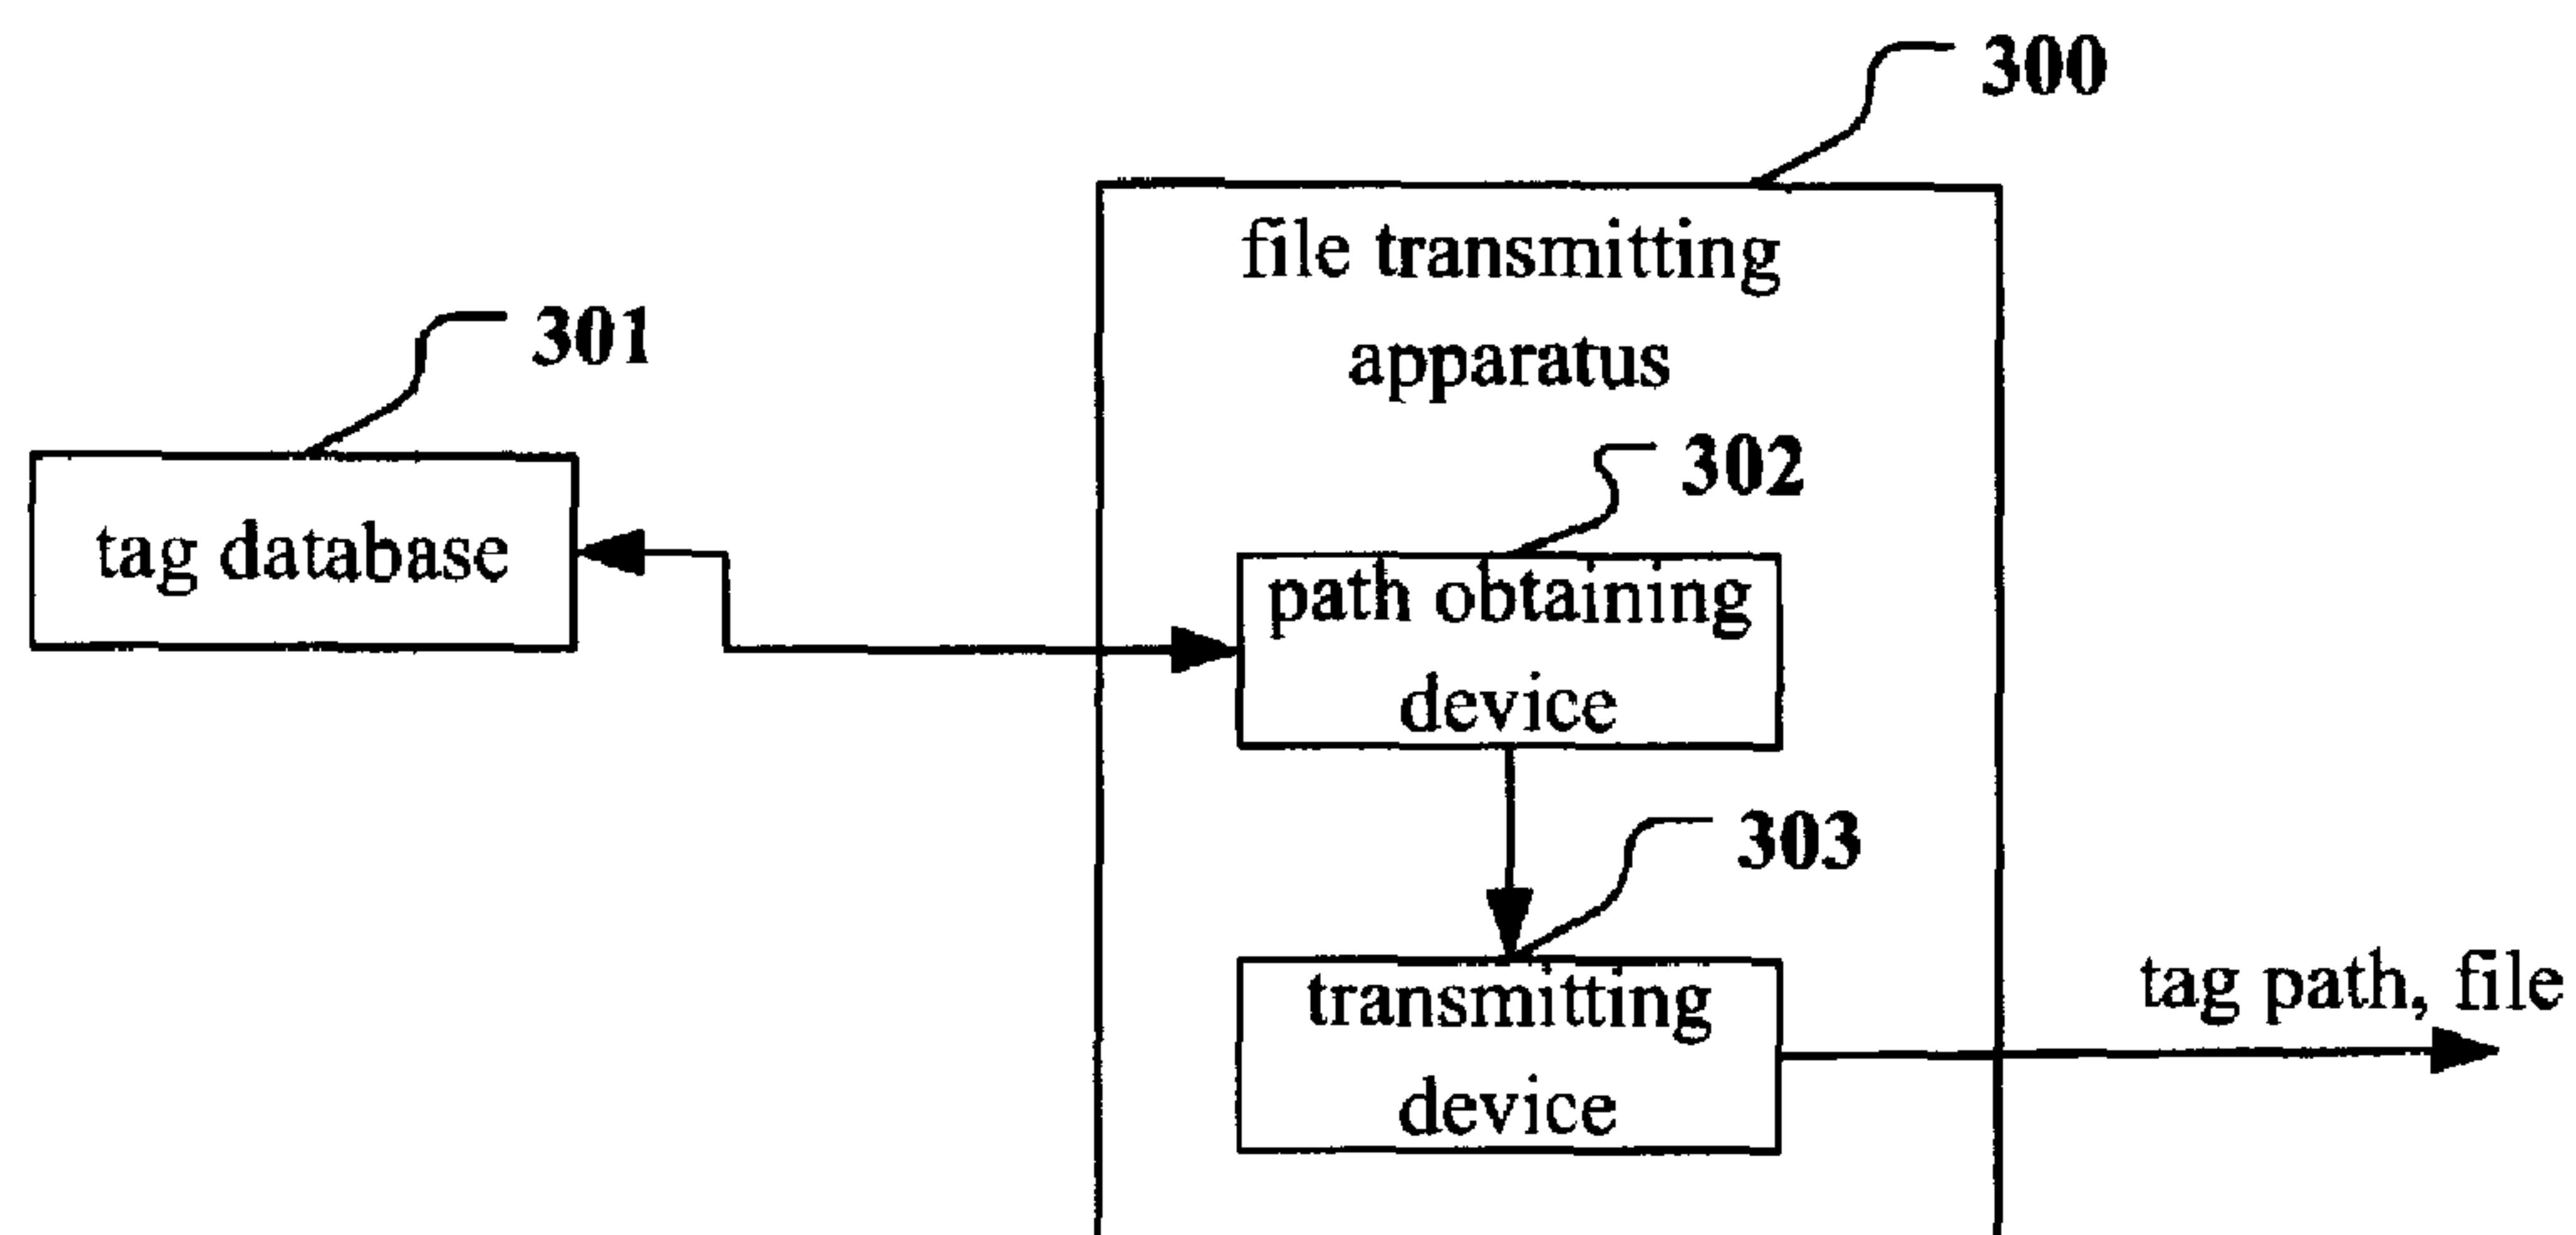 300
file transmitting
apparatus
301
tag database
302
path obtaining
device
303
transmitting
device
tag path, file